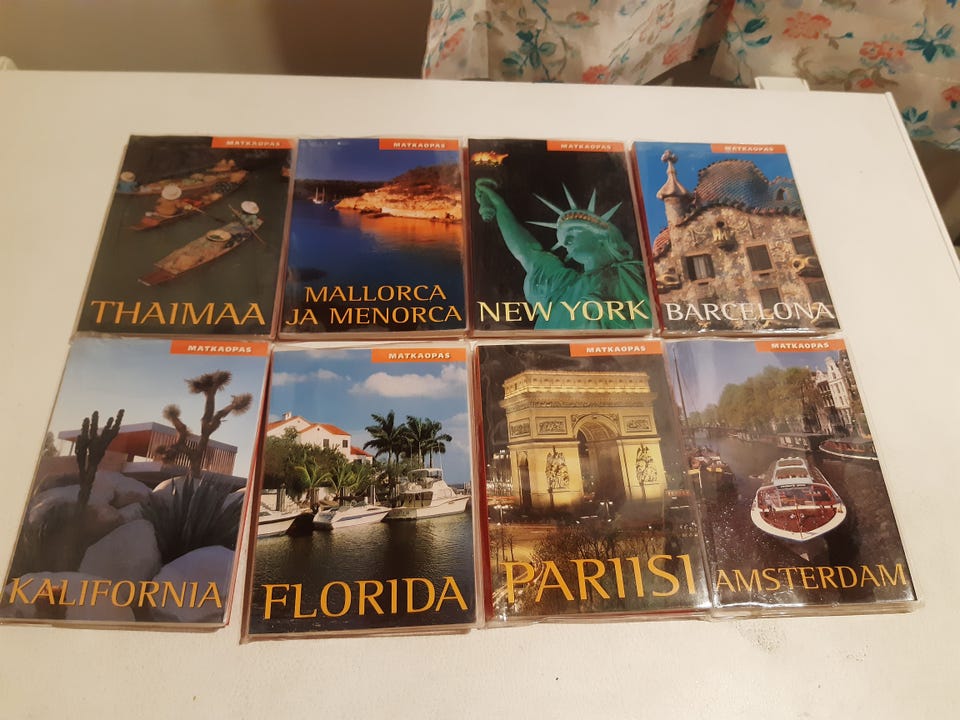 MATKAOPAS
THAIMAA
MATKAOPAS
MALLORCA
JA MENORCA
MATKAOPAS
NEW YORK
MATKAOPAS
BARCELONA
MATKAOPAS
KALIFORNIA
MATKAOPAS
FLORIDA
MATKAOPAS
PARIISI
MATKAOPAS
AMSTERDAM